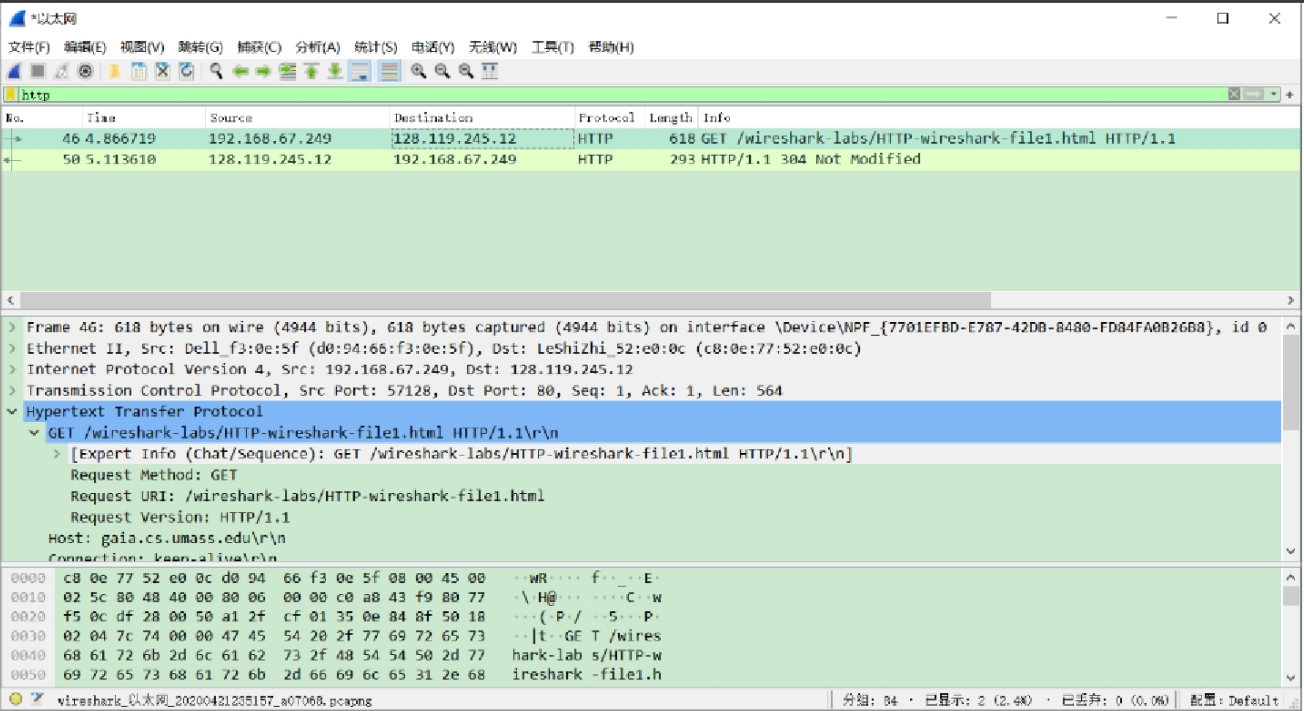 *以太网
文件(F) 编辑(E) 视图(V) 跳转(G) 捕获(C) 分析(A) 统计(S) 电话(Y) 无线(W) 工具(T) 帮助(H)
http
No. Time Source Destination Protocol Length Info
46 4.866719 192.168.67.249 128.119.245.12 HTTP 618 GET /wireshark-labs/HTTP-wireshark-file1.html HTTP/1.1
50 5.113610 128.119.245.12 192.168.67.249 HTTP 293 HTTP/1.1 304 Not Modified
Frame 46: 618 bytes on wire (4944 bits), 618 bytes captured (4944 bits) on interface \Device\NPF_{7701EFBD-E787-42DB-8480-FD84FA0B26B8}, id 0
Ethernet II, Src: Dell_f3:0e:5f (d0:94:66:f3:0e:5f), Dst: LeShiZhi_52:e0:0c (c8:0e:77:52:e0:0c)
Internet Protocol Version 4, Src: 192.168.67.249, Dst: 128.119.245.12
Transmission Control Protocol, Src Port: 57128, Dst Port: 80, Seq: 1, Ack: 1, Len: 564
Hypertext Transfer Protocol
GET /wireshark-labs/HTTP-wireshark-file1.html HTTP/1.1\r\n
[Expert Info (Chat/Sequence): GET /wireshark-labs/HTTP-wireshark-file1.html HTTP/1.1\r\n]
Request Method: GET
Request URI: /wireshark-labs/HTTP-wireshark-file1.html
Request Version: HTTP/1.1
Host: gaia.cs.umass.edu\r\n
Connection: keep-alive\r\n
0000 c8 0e 77 52 e0 0c d0 94 66 f3 0e 5f 08 00 45 00 ··wR···· f··_··E·
0010 02 5c 80 48 40 00 80 06 00 00 c0 a8 43 f9 80 77 ·\·H@··· ····C··w
0020 f5 0c df 28 00 50 a1 2f cf 01 35 0e 84 8f 50 18 ···(·P·/ ··5···P·
0030 02 04 7c 74 00 00 47 45 54 20 2f 77 69 72 65 73 ··|t··GE T /wires
0040 68 61 72 6b 2d 6c 61 62 73 2f 48 54 54 50 2d 77 hark-lab s/HTTP-w
0050 69 72 65 73 68 61 72 6b 2d 66 69 6c 65 31 2e 68 ireshark -file1.h
wireshark_以太网_20200421235157_a07068.pcapng 分组: 84 · 已显示: 2 (2.4%) · 已丢弃: 0 (0.0%) 配置: Default